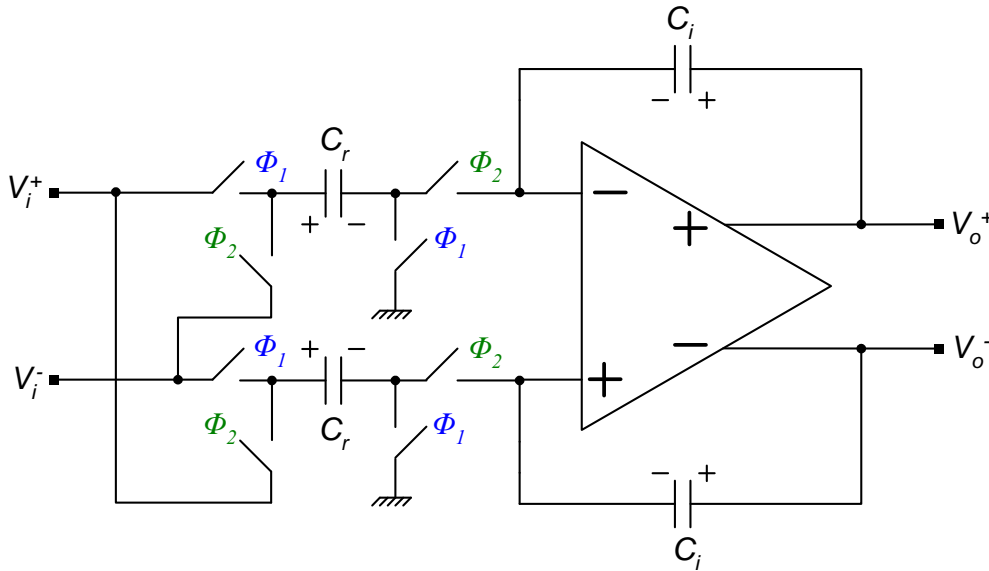 C_i
− +
C_r
Φ_1
Φ_2
V_i^+
+ −
−
+
V_o^+
Φ_2
Φ_1
Φ_1
+ −
Φ_2
−
V_o^-
V_i^-
+
Φ_2
C_r
Φ_1
− +
C_i